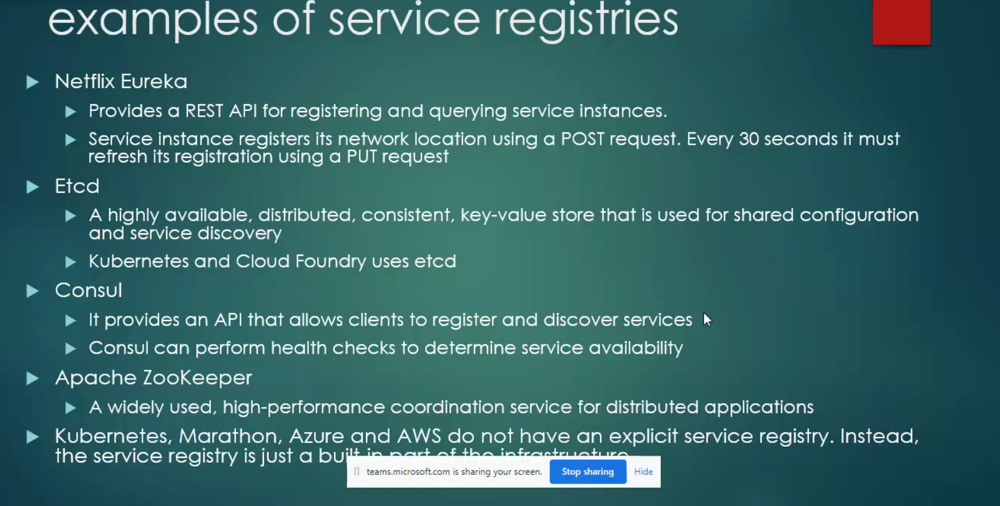 examples of service registries
Netflix Eureka
Provides a REST API for registering and querying service instances.
Service instance registers its network location using a POST request. Every 30 seconds it must
refresh its registration using a PUT request
Etcd
A highly available, distributed, consistent, key-value store that is used for shared configuration
and service discovery
Kubernetes and Cloud Foundry uses etcd
Consul
It provides an API that allows clients to register and discover services
Consul can perform health checks to determine service availability
Apache ZooKeeper
A widely used, high-performance coordination service for distributed applications
Kubernetes, Marathon, Azure and AWS do not have an explicit service registry. Instead,
the service registry is just a built in part of the infrastructure
teams.microsoft.com is sharing your screen.
Stop sharing
Hide